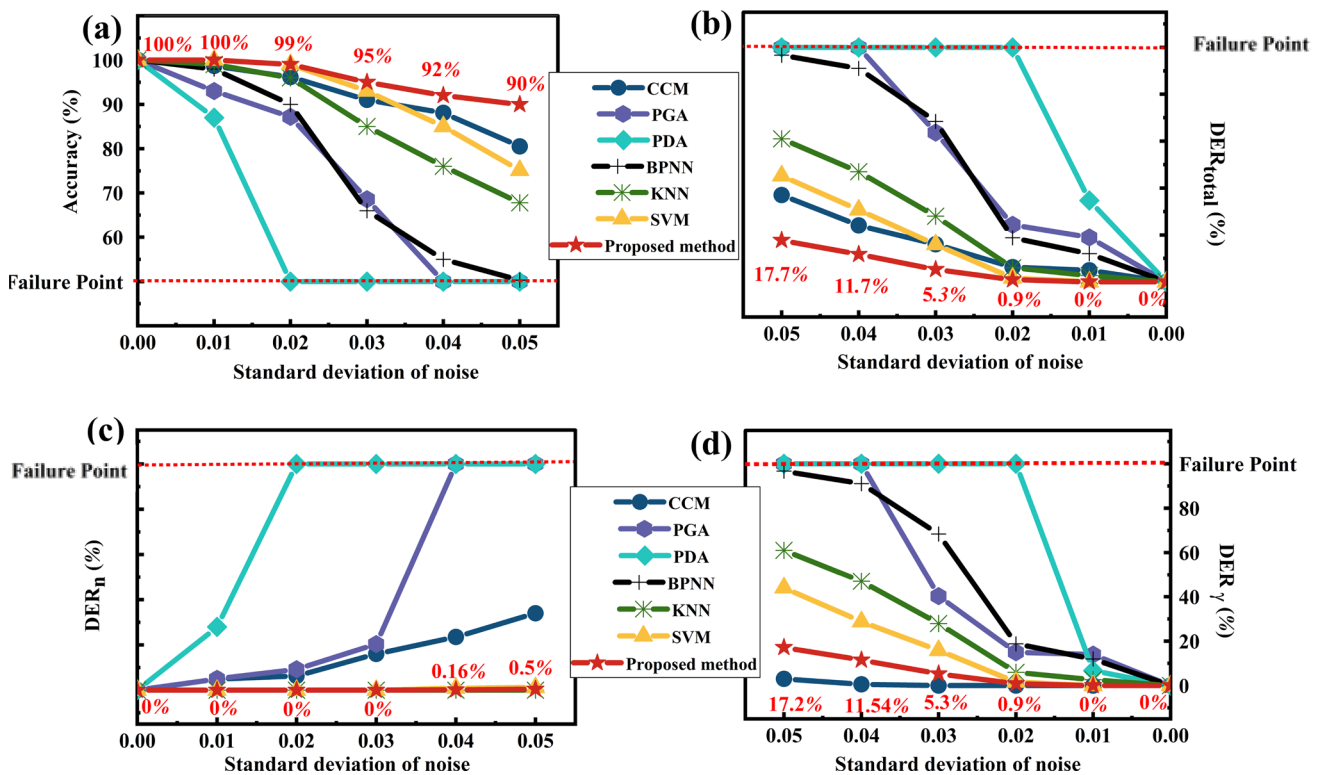 (a)
100%
100%
99%
95%
92%
90%
100
90
80
70
60
Accuracy (%)
Failure Point
0.00
0.01
0.02
0.03
0.04
0.05
Standard deviation of noise
CCM
PGA
PDA
BPNN
KNN
SVM
Proposed method
(b)
Failure Point
DERtotal (%)
17.7%
11.7%
5.3%
0.9%
0%
0%
0.05
0.04
0.03
0.02
0.01
0.00
Standard deviation of noise
(c)
Failure Point
DERn (%)
0.16%
0.5%
0%
0%
0%
0%
0.00
0.01
0.02
0.03
0.04
0.05
Standard deviation of noise
CCM
PGA
PDA
BPNN
KNN
SVM
Proposed method
(d)
Failure Point
80
60
40
20
0
DER γ (%)
17.2%
11.54%
5.3%
0.9%
0%
0%
0.05
0.04
0.03
0.02
0.01
0.00
Standard deviation of noise